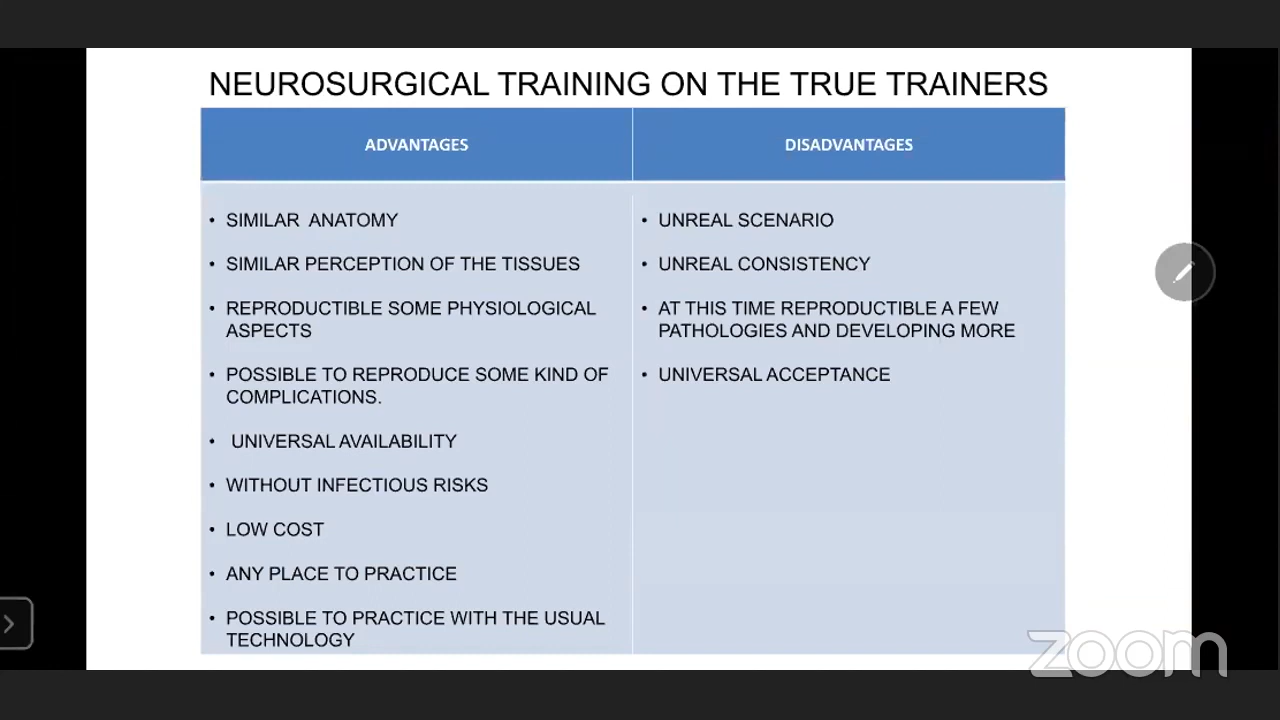 NEUROSURGICAL TRAINING ON THE TRUE TRAINERS
ADVANTAGES
DISADVANTAGES
• SIMILAR ANATOMY
• SIMILAR PERCEPTION OF THE TISSUES
• REPRODUCTIBLE SOME PHYSIOLOGICAL
ASPECTS
• POSSIBLE TO REPRODUCE SOME KIND OF
COMPLICATIONS.
• UNIVERSAL AVAILABILITY
• WITHOUT INFECTIOUS RISKS
• LOW COST
• ANY PLACE TO PRACTICE
• POSSIBLE TO PRACTICE WITH THE USUAL
TECHNOLOGY
• UNREAL SCENARIO
• UNREAL CONSISTENCY
• AT THIS TIME REPRODUCTIBLE A FEW
PATHOLOGIES AND DEVELOPING MORE
• UNIVERSAL ACCEPTANCE
zoom